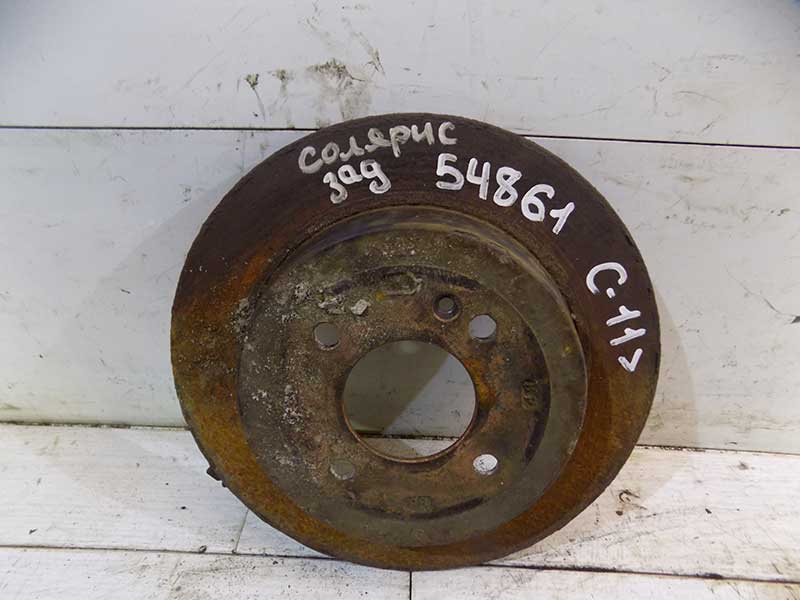 солярис
зад 54861
с-11>